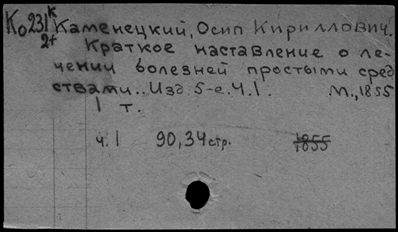 Ко231к Каменецкий, Осип Кириллович.
2+ Краткое наставление о ле-
чении болезней простыми сред
ствами.. Изд. 5-е. Ч.1. М., 1855
1 т.
ч. 1 90, 34 стр. 1855